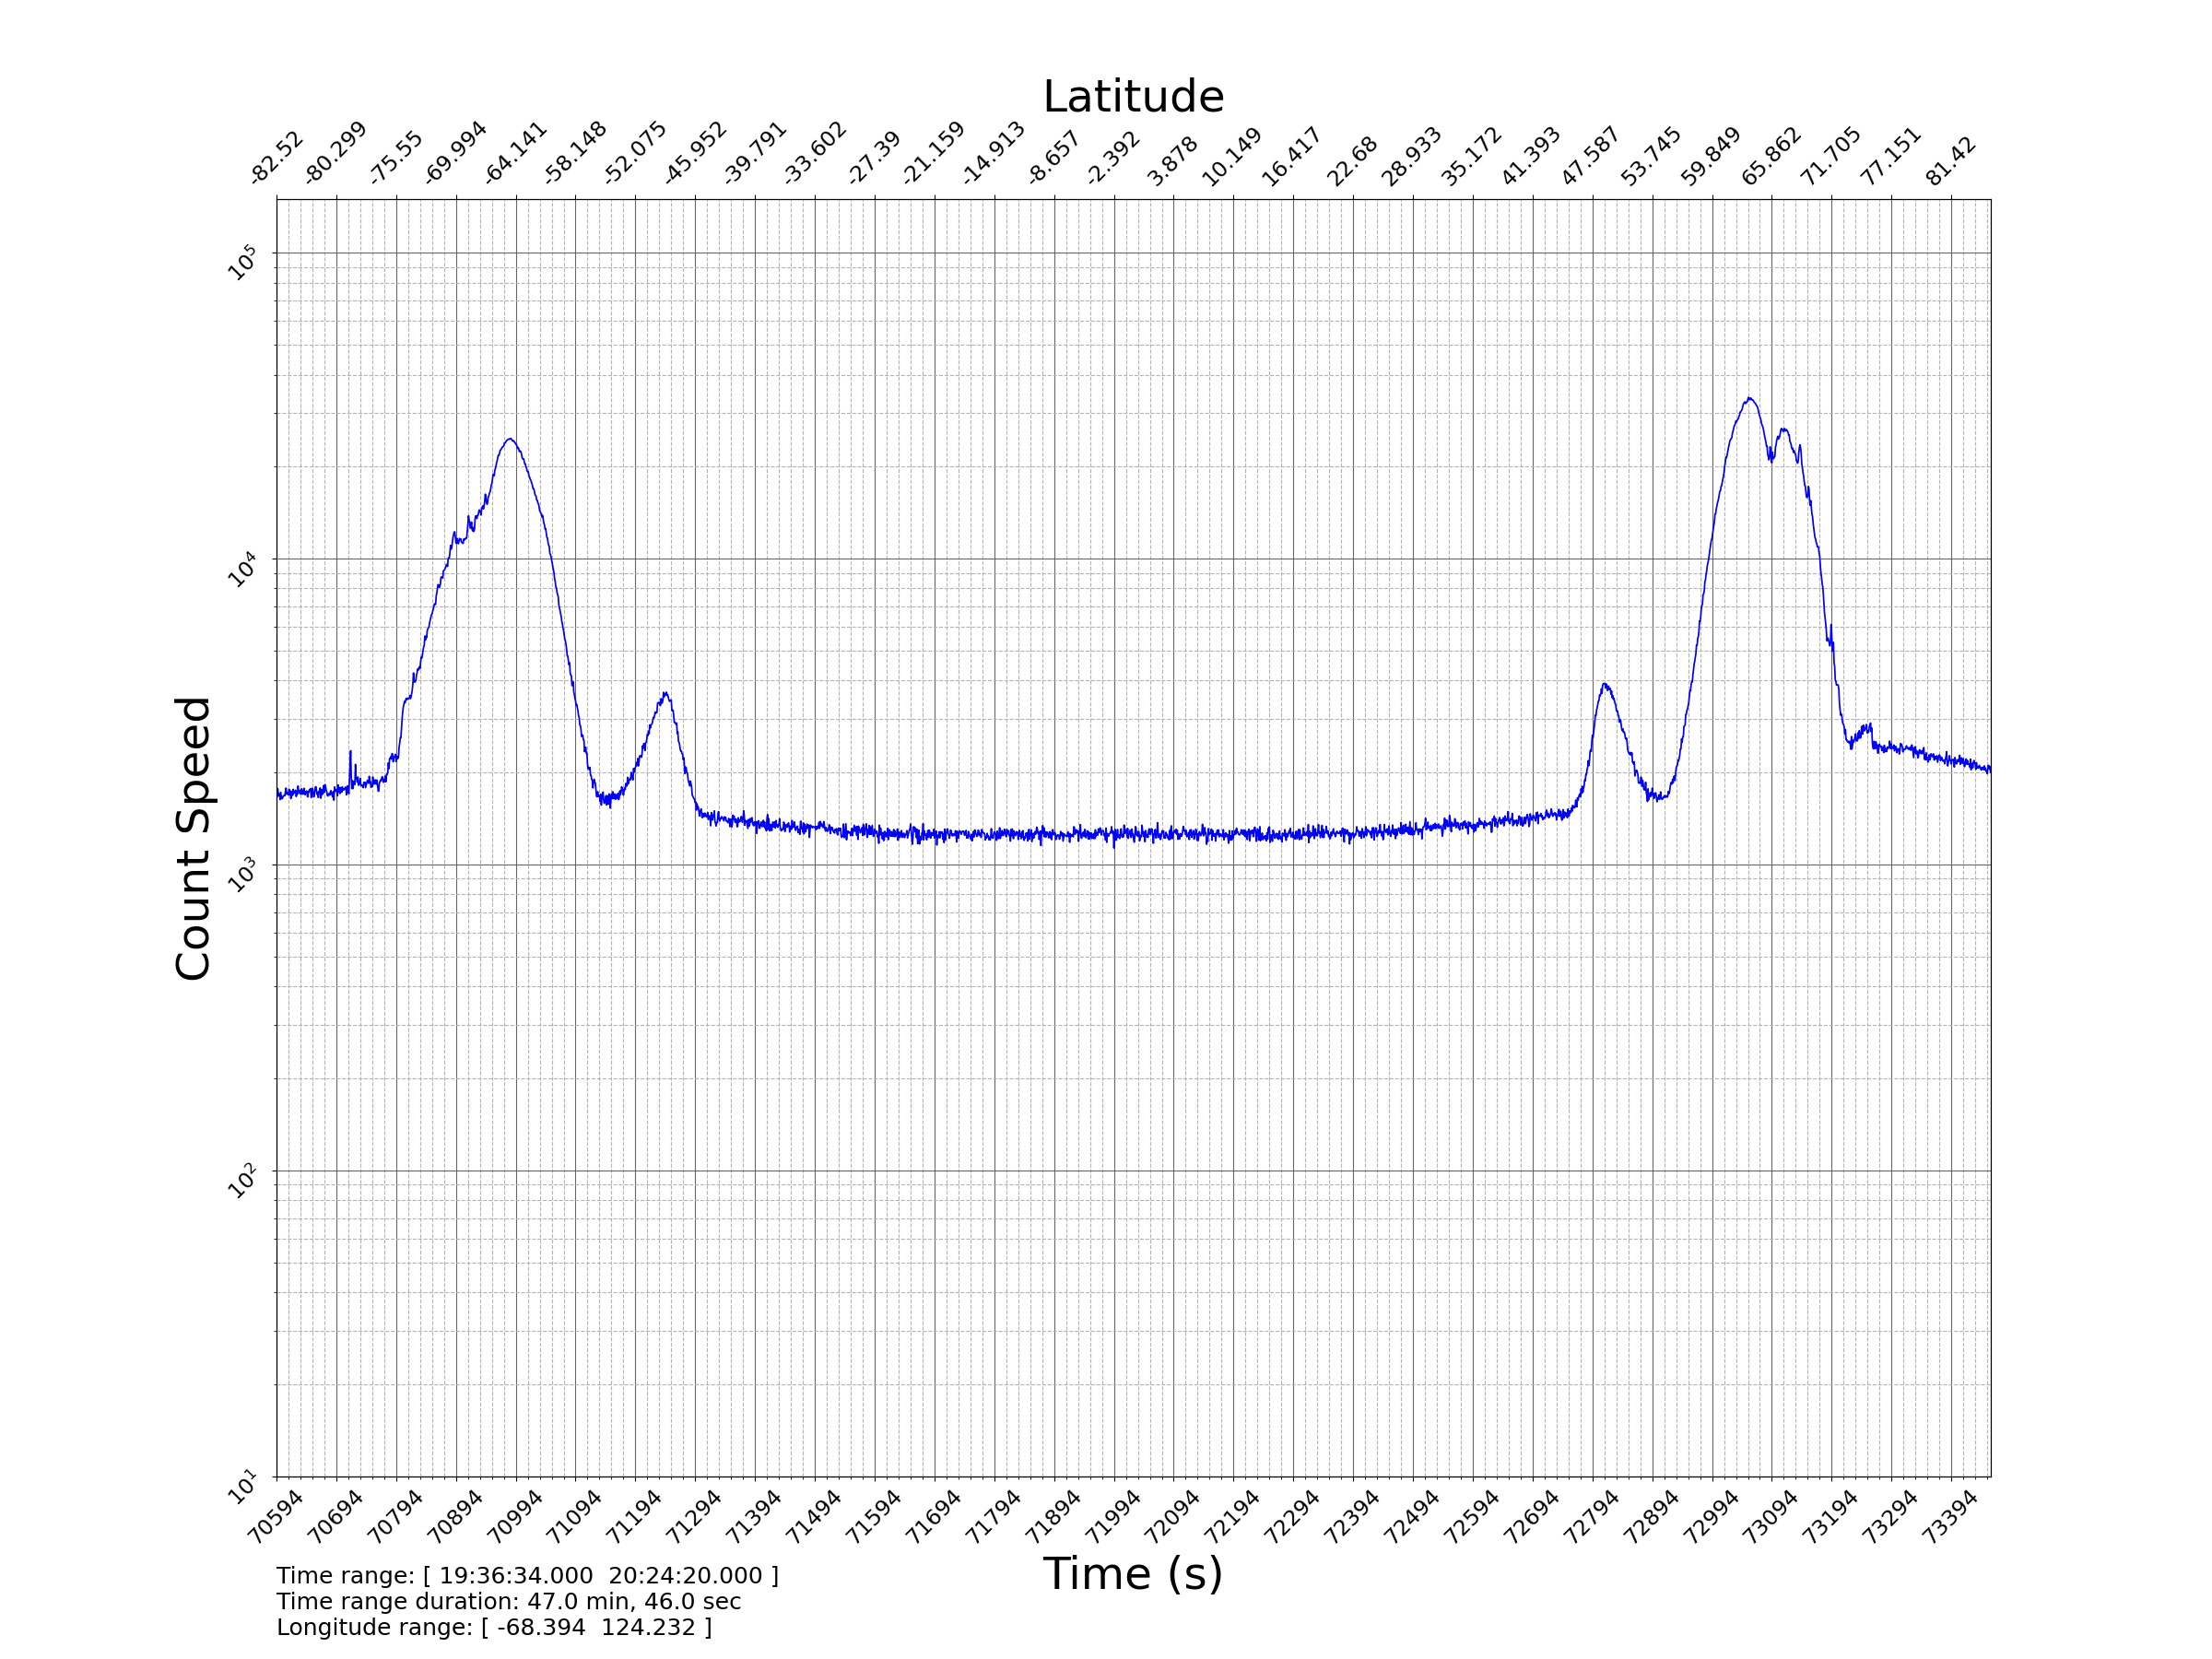 Latitude
-82.52 -80.299 -75.55 -69.994 -64.141 -58.148 -52.075 -45.952 -39.791 -33.602 -27.39 -21.159 -14.913 -8.657 -2.392 3.878 10.149 16.417 22.68 28.933 35.172 41.393 47.587 53.745 59.849 65.862 71.705 77.151 81.42
10⁵
10⁴
10³
10²
10¹
Count Speed
70594 70694 70794 70894 70994 71094 71194 71294 71394 71494 71594 71694 71794 71894 71994 72094 72194 72294 72394 72494 72594 72694 72794 72894 72994 73094 73194 73294 73394
Time (s)
Time range: [ 19:36:34.000  20:24:20.000 ]
Time range duration: 47.0 min, 46.0 sec
Longitude range: [ -68.394  124.232 ]